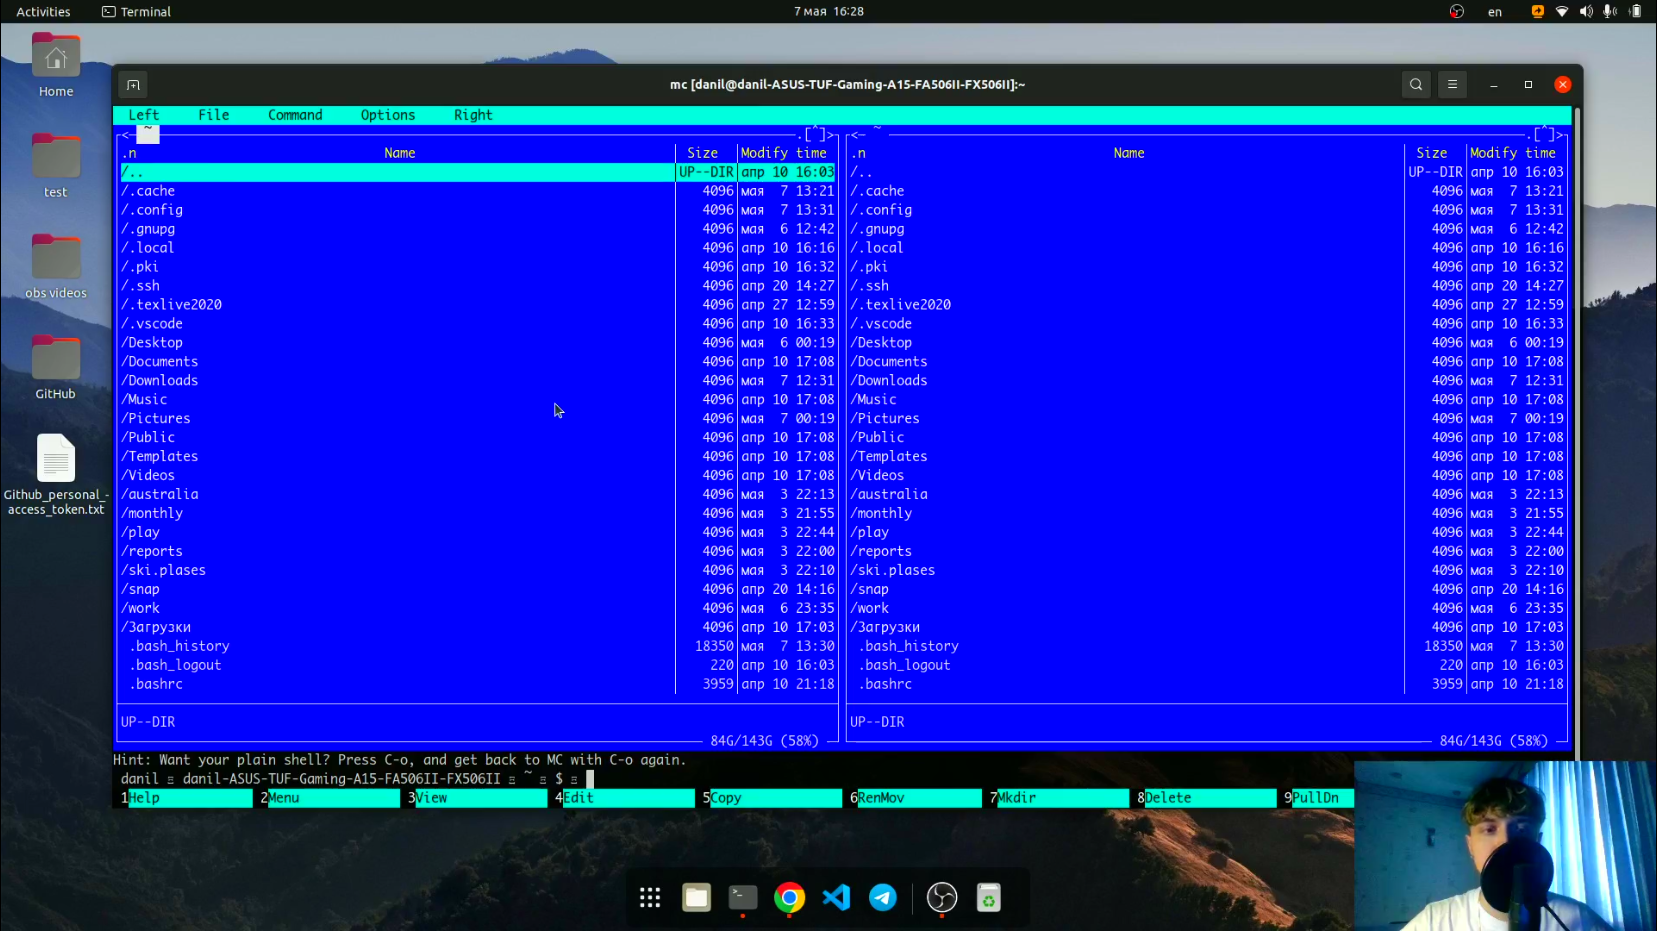 Activities Terminal 7 мая 16:28 en
Home
test
obs videos
GitHub
Github_personal_-
access_token.txt
mc [danil@danil-ASUS-TUF-Gaming-A15-FA506II-FX506II]:~
Left File Command Options Right
<─ ~ .[^]> <─ ~ .[^]>
.n Name Size Modify time .n Name Size Modify time
/.. UP--DIR апр 10 16:03 /.. UP--DIR апр 10 16:03
/.cache 4096 мая 7 13:21 /.cache 4096 мая 7 13:21
/.config 4096 мая 7 13:31 /.config 4096 мая 7 13:31
/.gnupg 4096 мая 6 12:42 /.gnupg 4096 мая 6 12:42
/.local 4096 апр 10 16:16 /.local 4096 апр 10 16:16
/.pki 4096 апр 10 16:32 /.pki 4096 апр 10 16:32
/.ssh 4096 апр 20 14:27 /.ssh 4096 апр 20 14:27
/.texlive2020 4096 апр 27 12:59 /.texlive2020 4096 апр 27 12:59
/.vscode 4096 апр 10 16:33 /.vscode 4096 апр 10 16:33
/Desktop 4096 мая 6 00:19 /Desktop 4096 мая 6 00:19
/Documents 4096 апр 10 17:08 /Documents 4096 апр 10 17:08
/Downloads 4096 мая 7 12:31 /Downloads 4096 мая 7 12:31
/Music 4096 апр 10 17:08 /Music 4096 апр 10 17:08
/Pictures 4096 мая 7 00:19 /Pictures 4096 мая 7 00:19
/Public 4096 апр 10 17:08 /Public 4096 апр 10 17:08
/Templates 4096 апр 10 17:08 /Templates 4096 апр 10 17:08
/Videos 4096 апр 10 17:08 /Videos 4096 апр 10 17:08
/australia 4096 мая 3 22:13 /australia 4096 мая 3 22:13
/monthly 4096 мая 3 21:55 /monthly 4096 мая 3 21:55
/play 4096 мая 3 22:44 /play 4096 мая 3 22:44
/reports 4096 мая 3 22:00 /reports 4096 мая 3 22:00
/ski.plases 4096 мая 3 22:10 /ski.plases 4096 мая 3 22:10
/snap 4096 апр 20 14:16 /snap 4096 апр 20 14:16
/work 4096 мая 6 23:35 /work 4096 мая 6 23:35
/Загрузки 4096 апр 10 17:03 /Загрузки 4096 апр 10 17:03
.bash_history 18350 мая 7 13:30 .bash_history 18350 мая 7 13:30
.bash_logout 220 апр 10 16:03 .bash_logout 220 апр 10 16:03
.bashrc 3959 апр 10 21:18 .bashrc 3959 апр 10 21:18
UP--DIR UP--DIR
84G/143G (58%) 84G/143G (58%)
Hint: Want your plain shell? Press C-o, and get back to MC with C-o again.
danil danil-ASUS-TUF-Gaming-A15-FA506II-FX506II ~ $
1Help 2Menu 3View 4Edit 5Copy 6RenMov 7Mkdir 8Delete 9PullDn